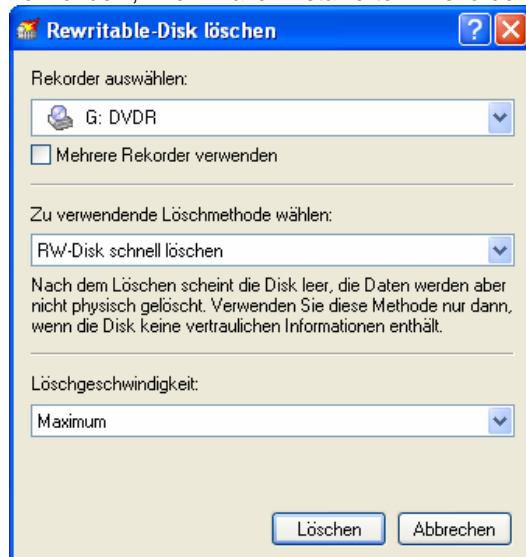 Rewritable-Disk löschen
Rekorder auswählen:
G: DVDR
Mehrere Rekorder verwenden
Zu verwendende Löschmethode wählen:
RW-Disk schnell löschen
Nach dem Löschen scheint die Disk leer, die Daten werden aber
nicht physisch gelöscht. Verwenden Sie diese Methode nur dann,
wenn die Disk keine vertraulichen Informationen enthält.
Löschgeschwindigkeit:
Maximum
Löschen Abbrechen